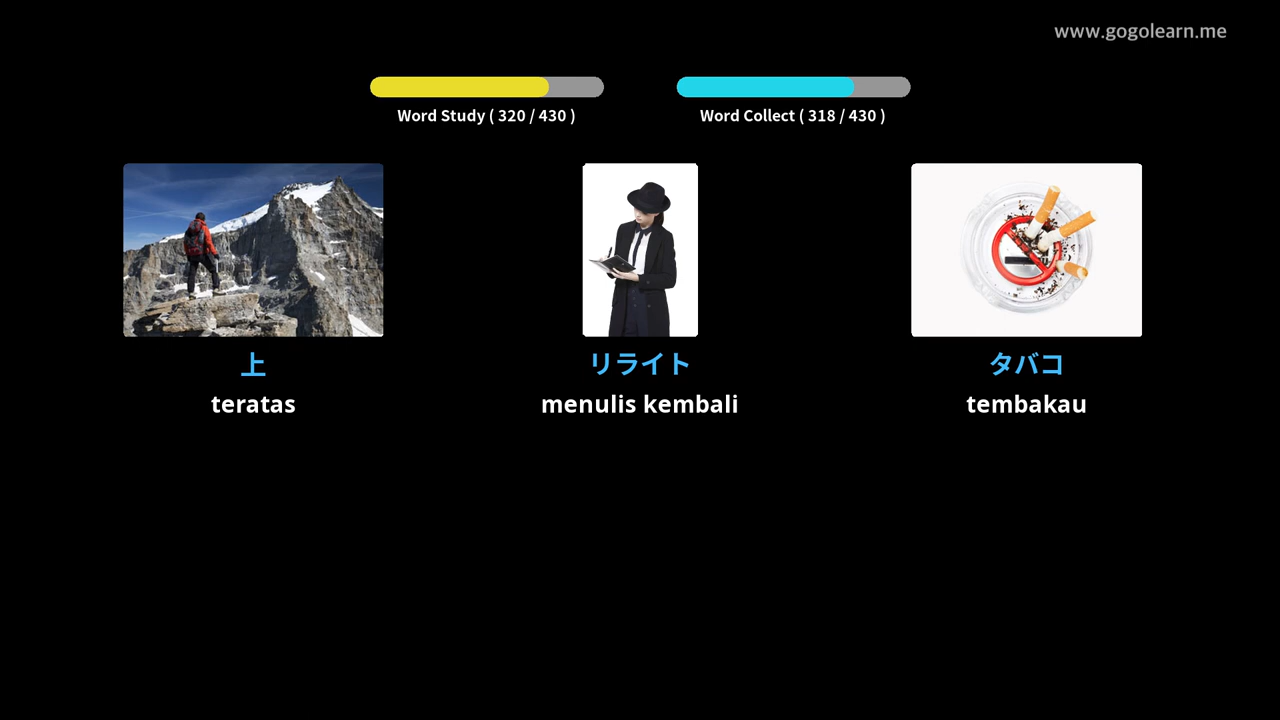 www.gogolearn.me
Word Study ( 320 / 430 )
Word Collect ( 318 / 430 )
上
リライト
タバコ
teratas
menulis kembali
tembakau